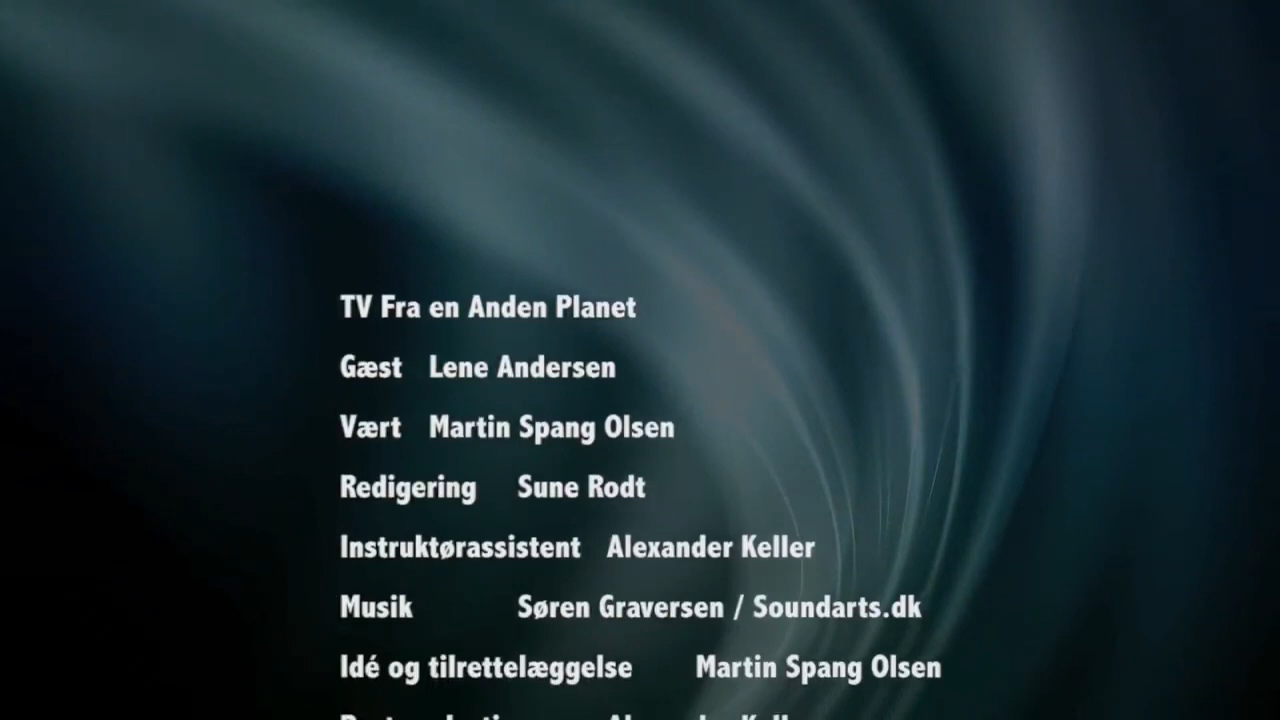 TV Fra en Anden Planet
Gæst Lene Andersen
Vært Martin Spang Olsen
Redigering Sune Rodt
Instruktørassistent Alexander Keller
Musik Søren Graversen / Soundarts.dk
Idé og tilrettelæggelse Martin Spang Olsen